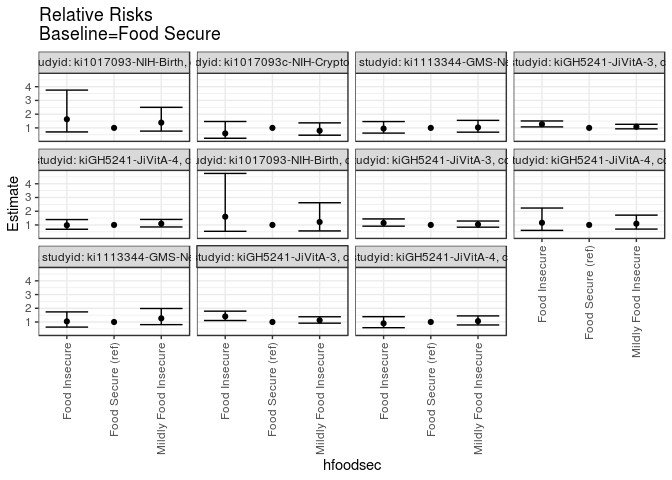 Relative Risks
Baseline=Food Secure
studyid: ki1017093-NIH-Birth,
studyid: ki1017093c-NIH-Crypto
studyid: ki1113344-GMS-Ne
studyid: kiGH5241-JiVitA-3, c
4
3
2
1
studyid: kiGH5241-JiVitA-4, co
studyid: ki1017093-NIH-Birth, c
studyid: kiGH5241-JiVitA-3, co
studyid: kiGH5241-JiVitA-4, co
4
3
2
1
Estimate
studyid: ki1113344-GMS-Ne
studyid: kiGH5241-JiVitA-3, c
studyid: kiGH5241-JiVitA-4, c
4
3
2
1
Food Insecure
Food Secure (ref)
Mildly Food Insecure
Food Insecure
Food Secure (ref)
Mildly Food Insecure
Food Insecure
Food Secure (ref)
Mildly Food Insecure
Food Insecure
Food Secure (ref)
Mildly Food Insecure
hfoodsec